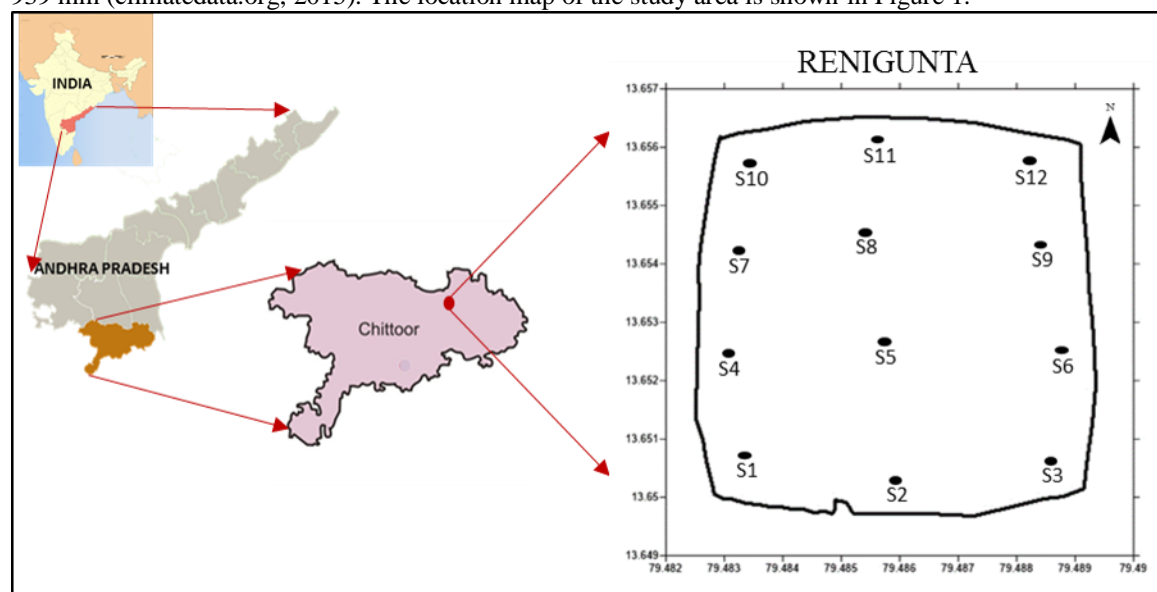 939 mm (climatedata.org, 2015). The location map of the study area is shown in Figure 1.
INDIA
ANDHRA PRADESH
Chittoor
RENIGUNTA
N
13.657
13.656
13.655
13.654
13.653
13.652
13.651
13.65
13.649
S11
S10
S12
S8
S7
S9
S5
S4
S6
S1
S3
S2
79.482 79.483 79.484 79.485 79.486 79.487 79.488 79.489 79.49